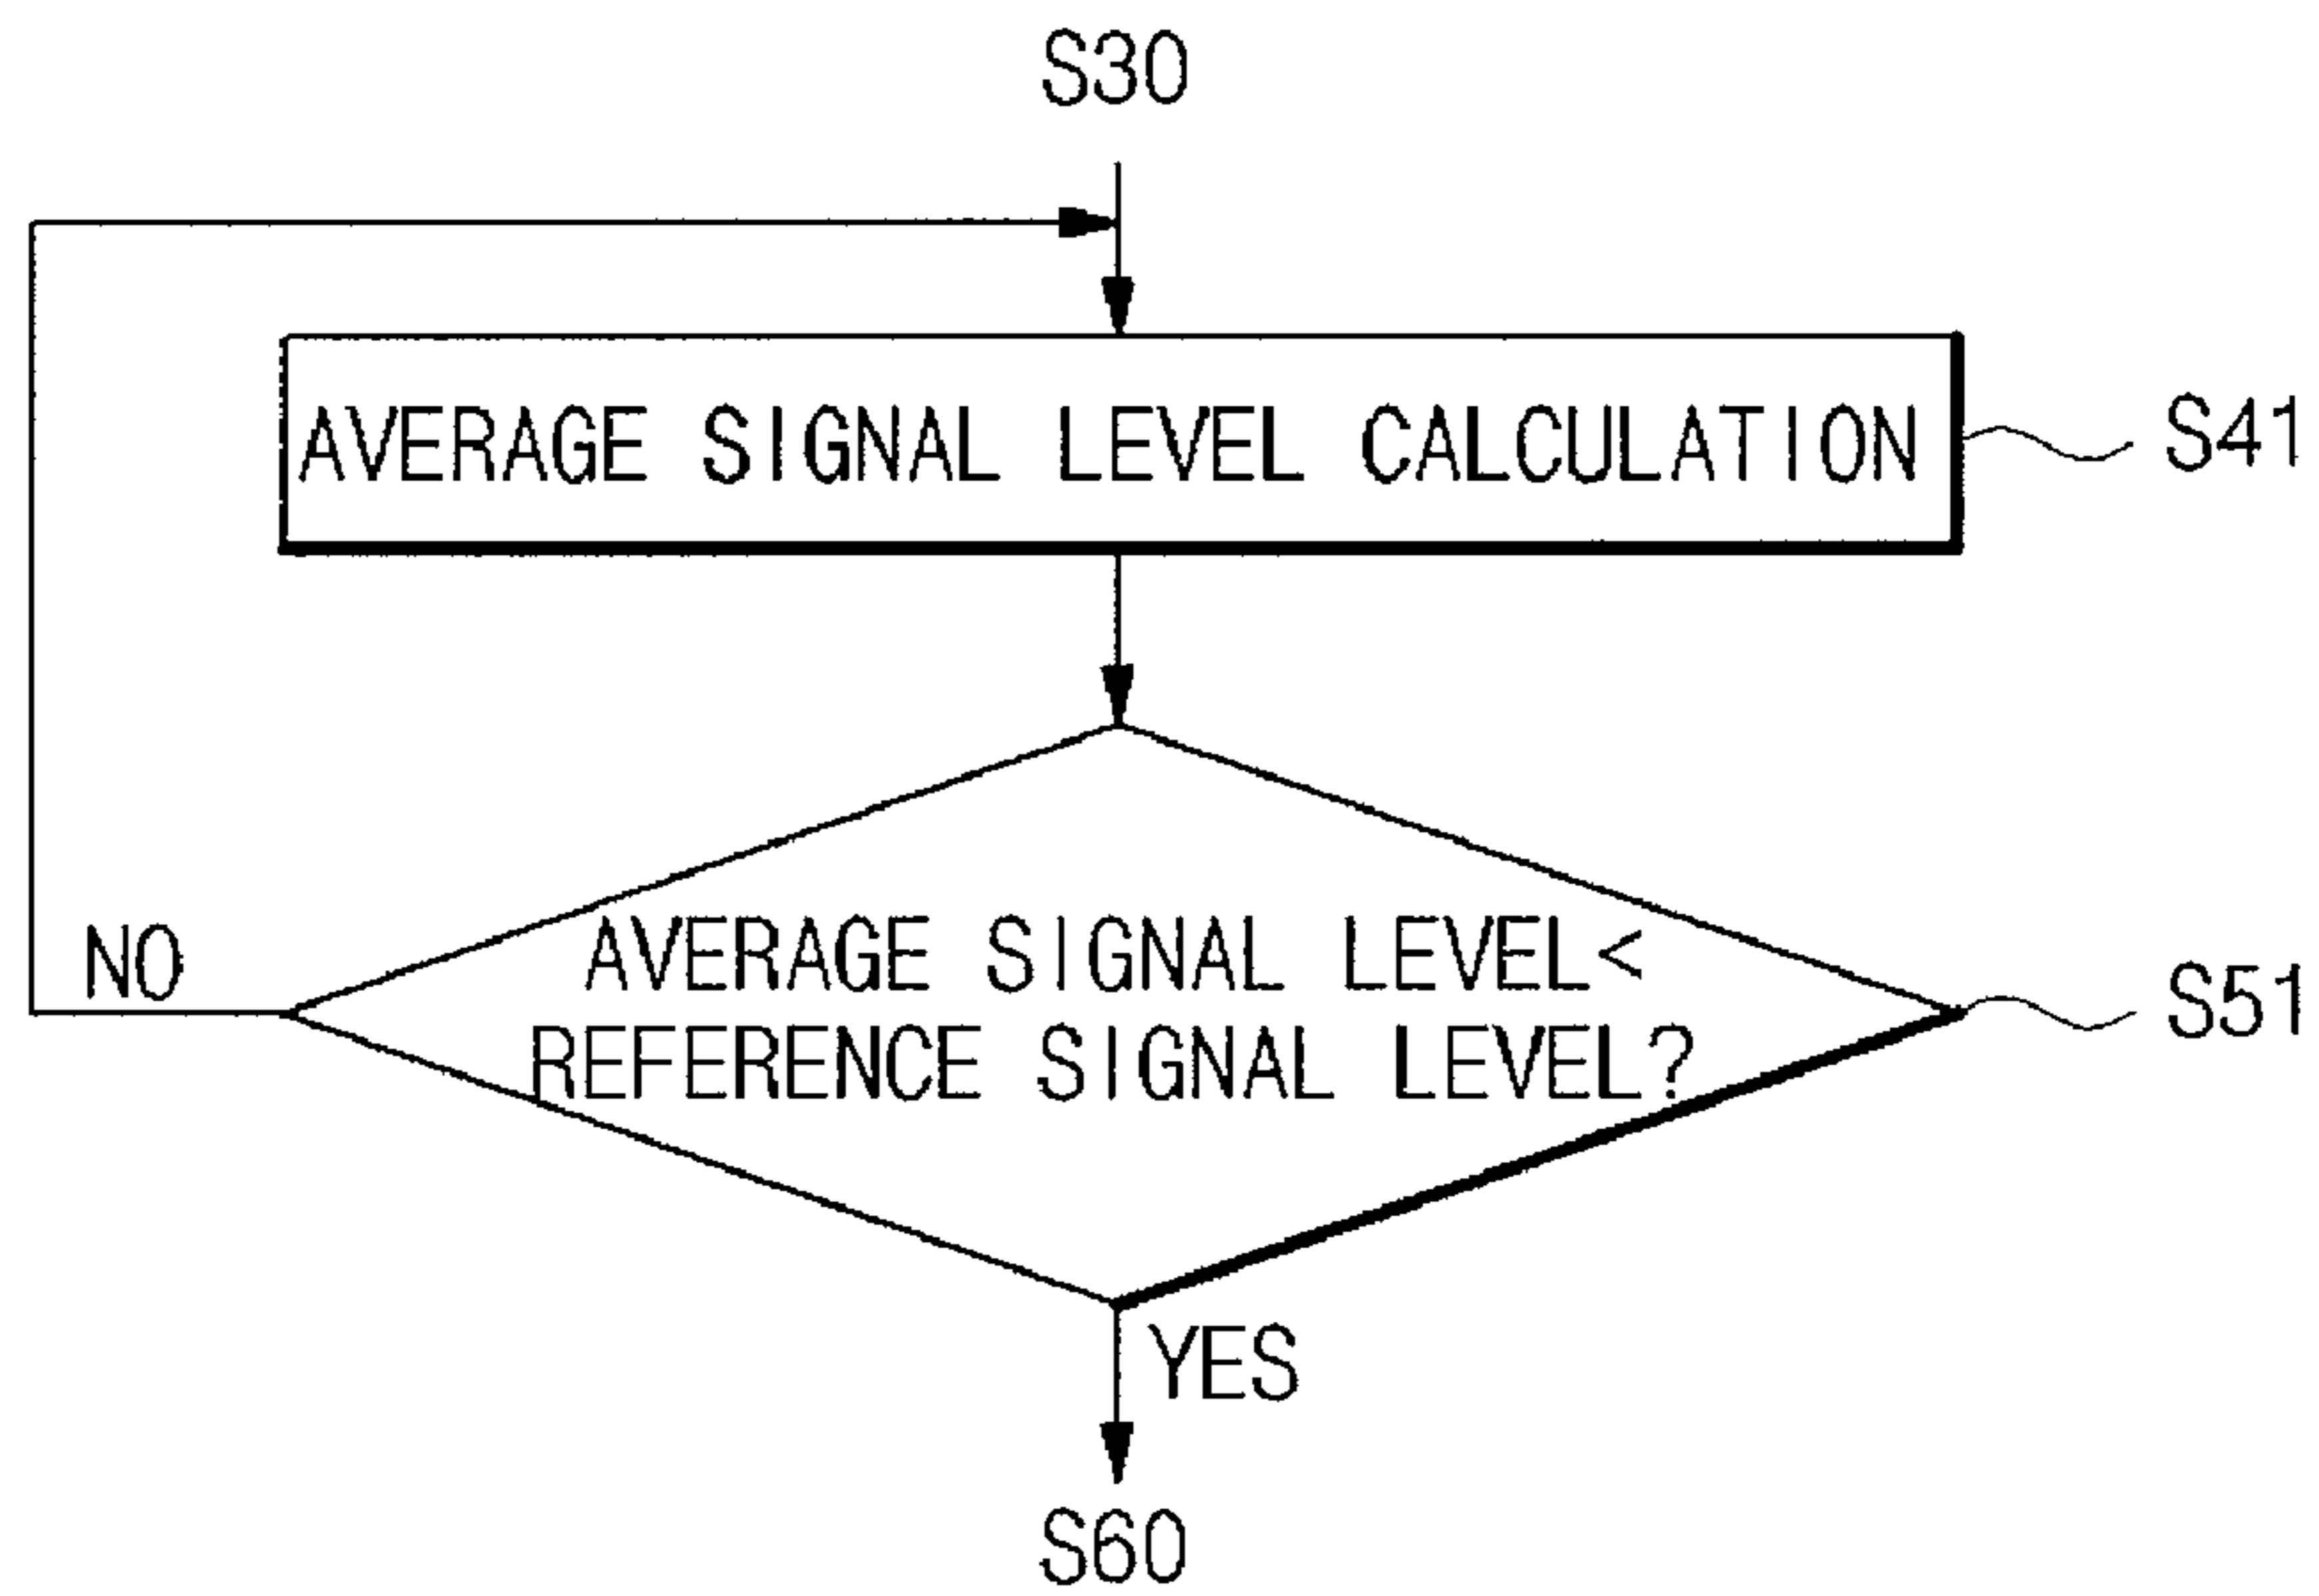 S30
AVERAGE SIGNAL LEVEL CALCULATION
S41
NO
AVERAGE SIGNAL LEVEL<
REFERENCE SIGNAL LEVEL?
S51
YES
S60